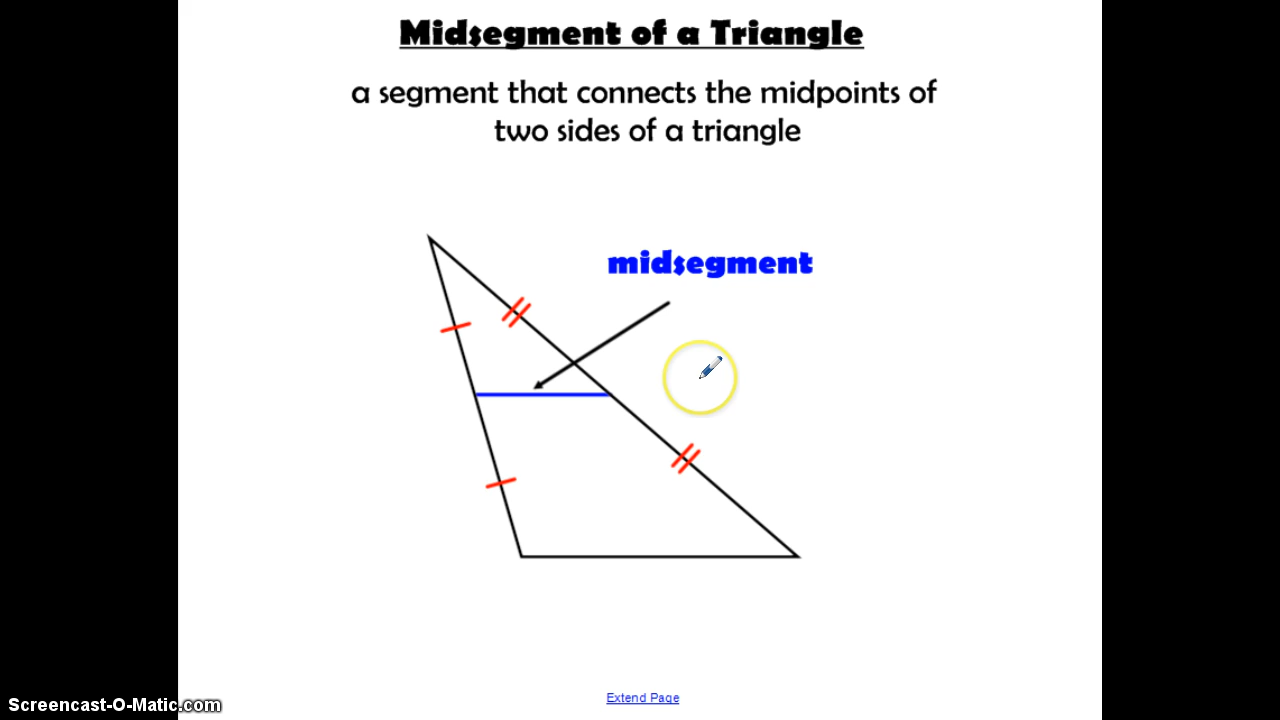 Midsegment of a Triangle
a segment that connects the midpoints of
two sides of a triangle
midsegment
Extend Page
Screencast-O-Matic.com